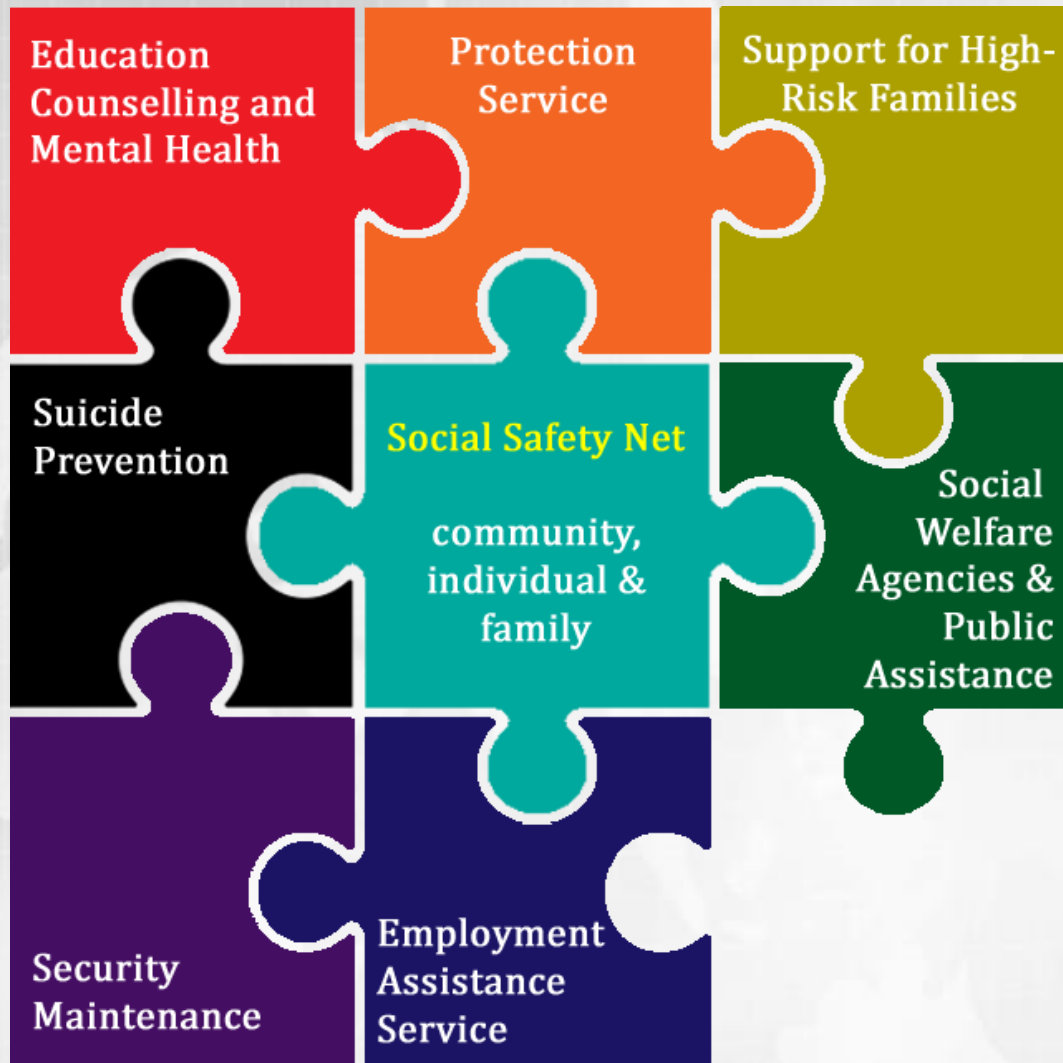 Education
Counselling and
Mental Health
Protection
Service
Support for High-
Risk Families
Suicide
Prevention
Social Safety Net
community,
individual &
family
Social
Welfare
Agencies &
Public
Assistance
Security
Maintenance
Employment
Assistance
Service